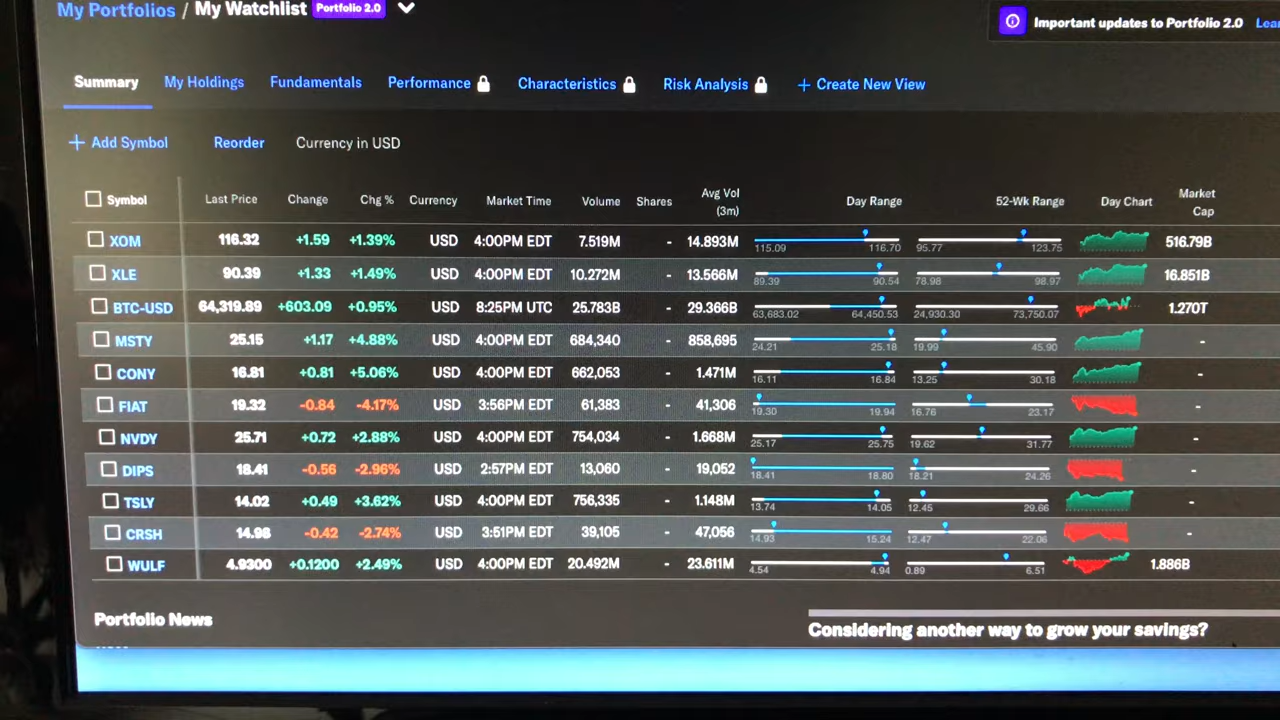 My Portfolios / My Watchlist Portfolio 2.0
Important updates to Portfolio 2.0
Summary My Holdings Fundamentals Performance Characteristics Risk Analysis + Create New View
+ Add Symbol Reorder Currency in USD
Symbol Last Price Change Chg % Currency Market Time Volume Shares Avg Vol (3m) Day Range 52-Wk Range Day Chart Market Cap
XOM 116.32 +1.59 +1.39% USD 4:00PM EDT 7.519M - 14.893M 115.09 116.70 95.77 123.75 516.79B
XLE 90.39 +1.33 +1.49% USD 4:00PM EDT 10.272M - 13.566M 89.39 90.54 78.98 98.97 16.851B
BTC-USD 64,319.89 +603.09 +0.95% USD 8:25PM UTC 25.783B - 29.366B 63,683.02 64,450.53 24,930.30 73,750.07 1.270T
MSTY 25.15 +1.17 +4.88% USD 4:00PM EDT 684,340 - 858,695 24.21 25.18 19.99 45.90 -
CONY 16.81 +0.81 +5.06% USD 4:00PM EDT 662,053 - 1.471M 16.11 16.84 13.25 30.18 -
FIAT 19.32 -0.84 -4.17% USD 3:56PM EDT 61,383 - 41,306 19.30 19.94 16.76 23.17 -
NVDY 25.71 +0.72 +2.88% USD 4:00PM EDT 754,034 - 1.668M 25.17 25.75 19.62 31.77 -
DIPS 18.41 -0.56 -2.96% USD 2:57PM EDT 13,060 - 19,052 18.41 18.80 18.21 24.26 -
TSLY 14.02 +0.49 +3.62% USD 4:00PM EDT 756,335 - 1.148M 13.74 14.05 12.45 29.66 -
CRSH 14.98 -0.42 -2.74% USD 3:51PM EDT 39,105 - 47,056 14.93 15.24 12.47 22.06 -
WULF 4.9300 +0.1200 +2.49% USD 4:00PM EDT 20.492M - 23.611M 4.54 4.94 0.89 6.51 1.886B
Portfolio News
Considering another way to grow your savings?